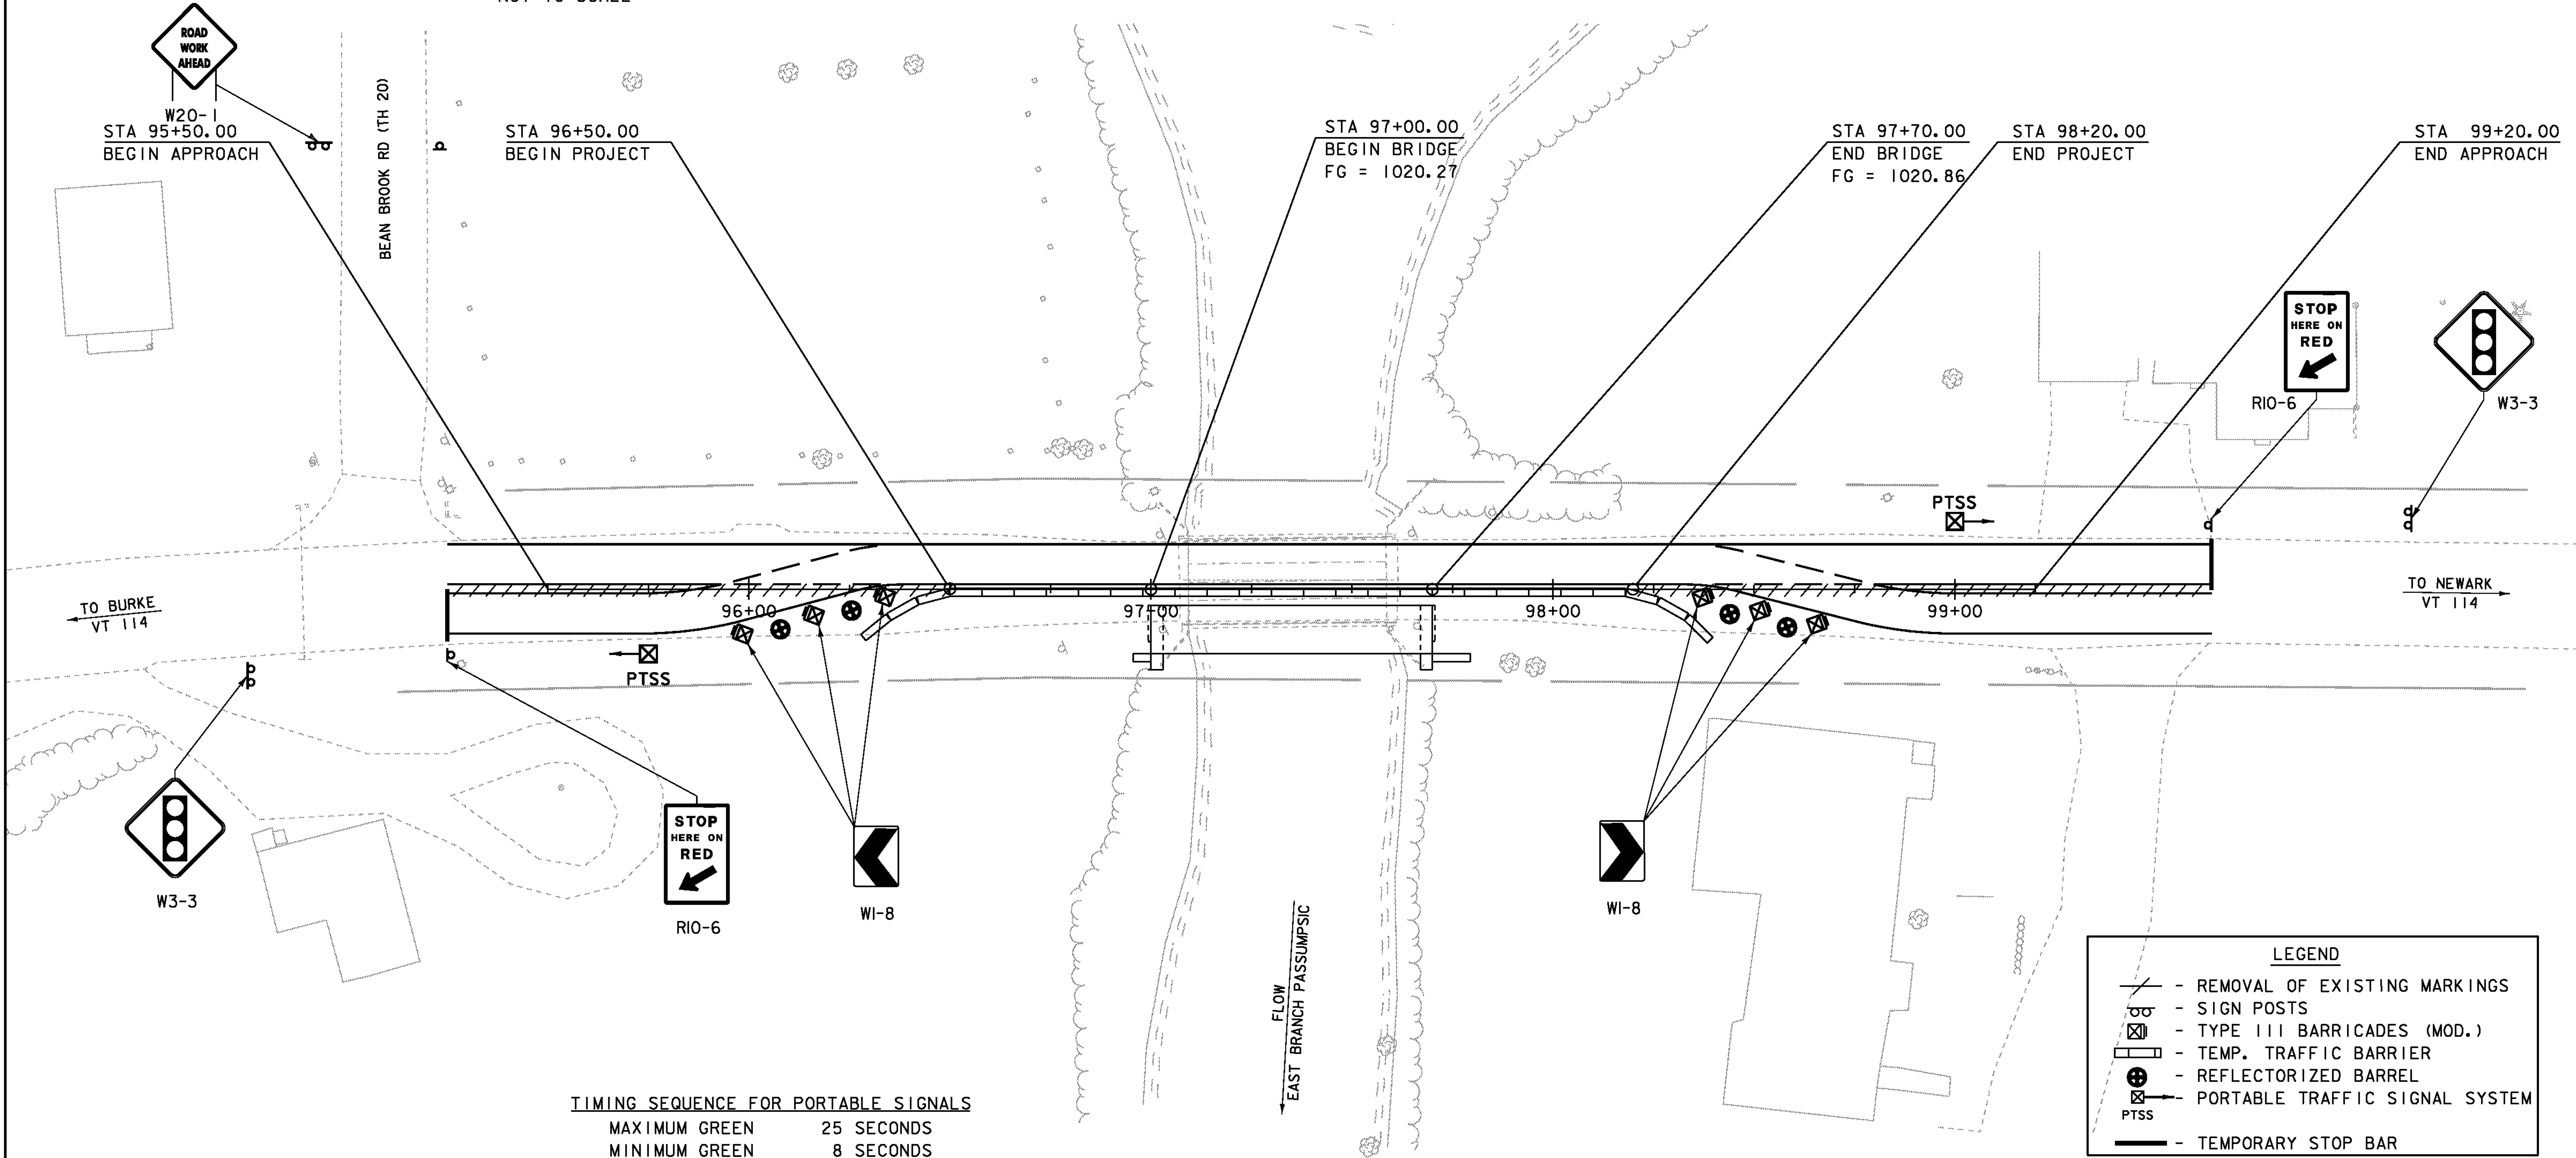 ROAD
WORK
AHEAD
W20-1
STA 95+50.00
BEGIN APPROACH
BEAN BROOK RD (TH 20)
STA 96+50.00
BEGIN PROJECT
STA 97+00.00
BEGIN BRIDGE
FG = 1020.27
STA 97+70.00
END BRIDGE
FG = 1020.86
STA 98+20.00
END PROJECT
STA 99+20.00
END APPROACH
STOP
HERE ON
RED
R10-6
W3-3
PTSS
TO BURKE
VT 114
96+00
97+00
98+00
99+00
TO NEWARK
VT 114
PTSS
W3-3
STOP
HERE ON
RED
R10-6
W1-8
W1-8
FLOW
EAST BRANCH PASSUMPSIC
TIMING SEQUENCE FOR PORTABLE SIGNALS
MAXIMUM GREEN 25 SECONDS
MINIMUM GREEN 8 SECONDS
LEGEND
- REMOVAL OF EXISTING MARKINGS
- SIGN POSTS
- TYPE III BARRICADES (MOD.)
- TEMP. TRAFFIC BARRIER
- REFLECTORIZED BARREL
- PORTABLE TRAFFIC SIGNAL SYSTEM
PTSS
- TEMPORARY STOP BAR